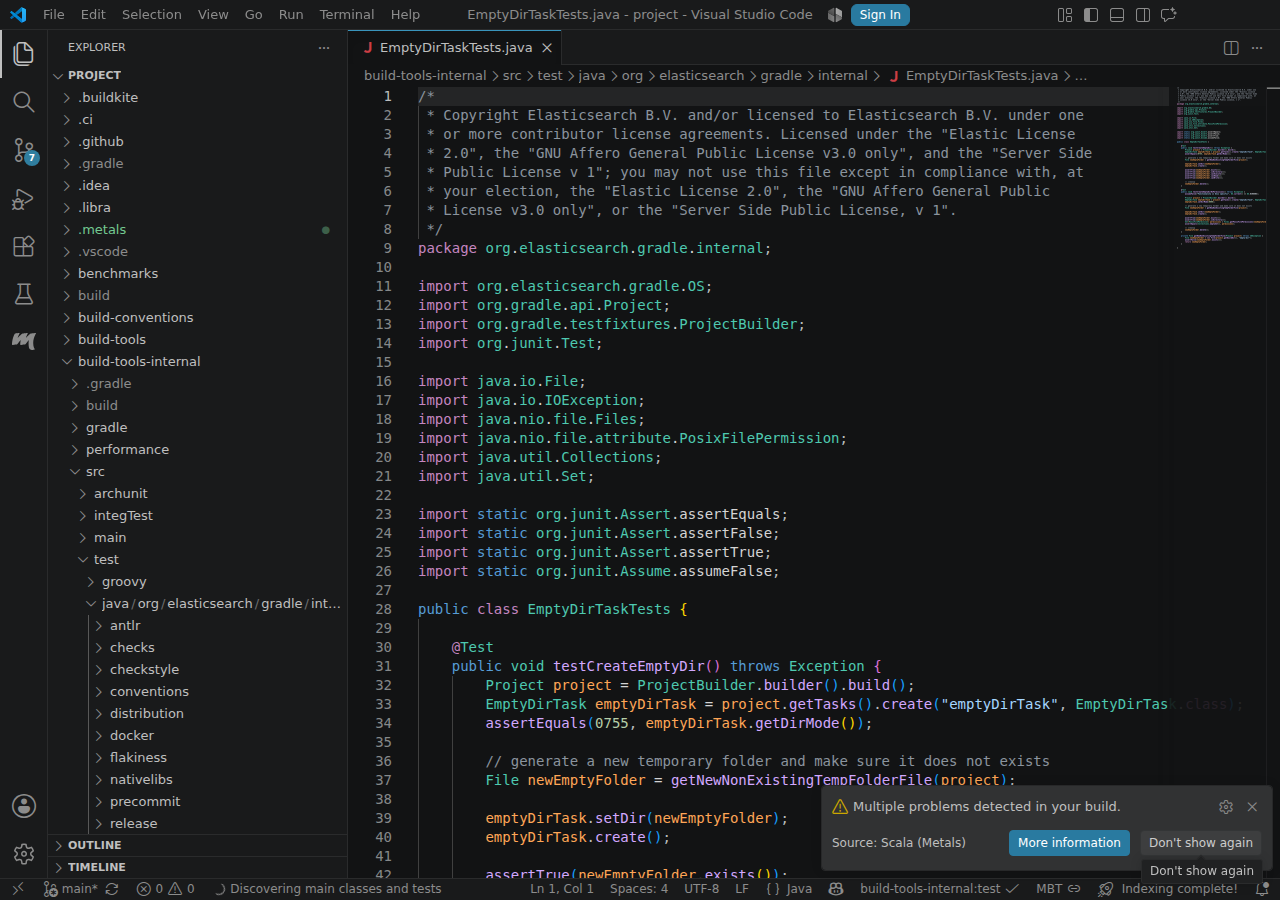 File Edit Selection View Go Run Terminal Help EmptyDirTaskTests.java - project - Visual Studio Code Sign In
EXPLORER
PROJECT
.buildkite
.ci
.github
.gradle
.idea
.libra
.metals
.vscode
benchmarks
build
build-conventions
build-tools
build-tools-internal
.gradle
build
gradle
performance
src
archunit
integTest
main
test
groovy
java/org/elasticsearch/gradle/int...
antlr
checks
checkstyle
conventions
distribution
docker
flakiness
nativelibs
precommit
release
OUTLINE
TIMELINE
7
EmptyDirTaskTests.java
build-tools-internal > src > test > java > org > elasticsearch > gradle > internal > EmptyDirTaskTests.java > ...
1 /*
2 * Copyright Elasticsearch B.V. and/or licensed to Elasticsearch B.V. under one
3 * or more contributor license agreements. Licensed under the "Elastic License
4 * 2.0", the "GNU Affero General Public License v3.0 only", and the "Server Side
5 * Public License v 1"; you may not use this file except in compliance with, at
6 * your election, the "Elastic License 2.0", the "GNU Affero General Public
7 * License v3.0 only", or the "Server Side Public License, v 1".
8 */
9 package org.elasticsearch.gradle.internal;
10
11 import org.elasticsearch.gradle.OS;
12 import org.gradle.api.Project;
13 import org.gradle.testfixtures.ProjectBuilder;
14 import org.junit.Test;
15
16 import java.io.File;
17 import java.io.IOException;
18 import java.nio.file.Files;
19 import java.nio.file.attribute.PosixFilePermission;
20 import java.util.Collections;
21 import java.util.Set;
22
23 import static org.junit.Assert.assertEquals;
24 import static org.junit.Assert.assertFalse;
25 import static org.junit.Assert.assertTrue;
26 import static org.junit.Assume.assumeFalse;
27
28 public class EmptyDirTaskTests {
29
30 @Test
31 public void testCreateEmptyDir() throws Exception {
32 Project project = ProjectBuilder.builder().build();
33 EmptyDirTask emptyDirTask = project.getTasks().create("emptyDirTask", EmptyDirTask.class);
34 assertEquals(0755, emptyDirTask.getDirMode());
35
36 // generate a new temporary folder and make sure it does not exists
37 File newEmptyFolder = getNewNonExistingTempFolderFile(project);
38
39 emptyDirTask.setDir(newEmptyFolder);
40 emptyDirTask.create();
41
42 assertTrue(newEmptyFolder.exists());
Multiple problems detected in your build.
Source: Scala (Metals) More information Don't show again
Don't show again
main* 0 0 Discovering main classes and tests Ln 1, Col 1 Spaces: 4 UTF-8 LF { } Java build-tools-internal:test MBT Indexing complete!